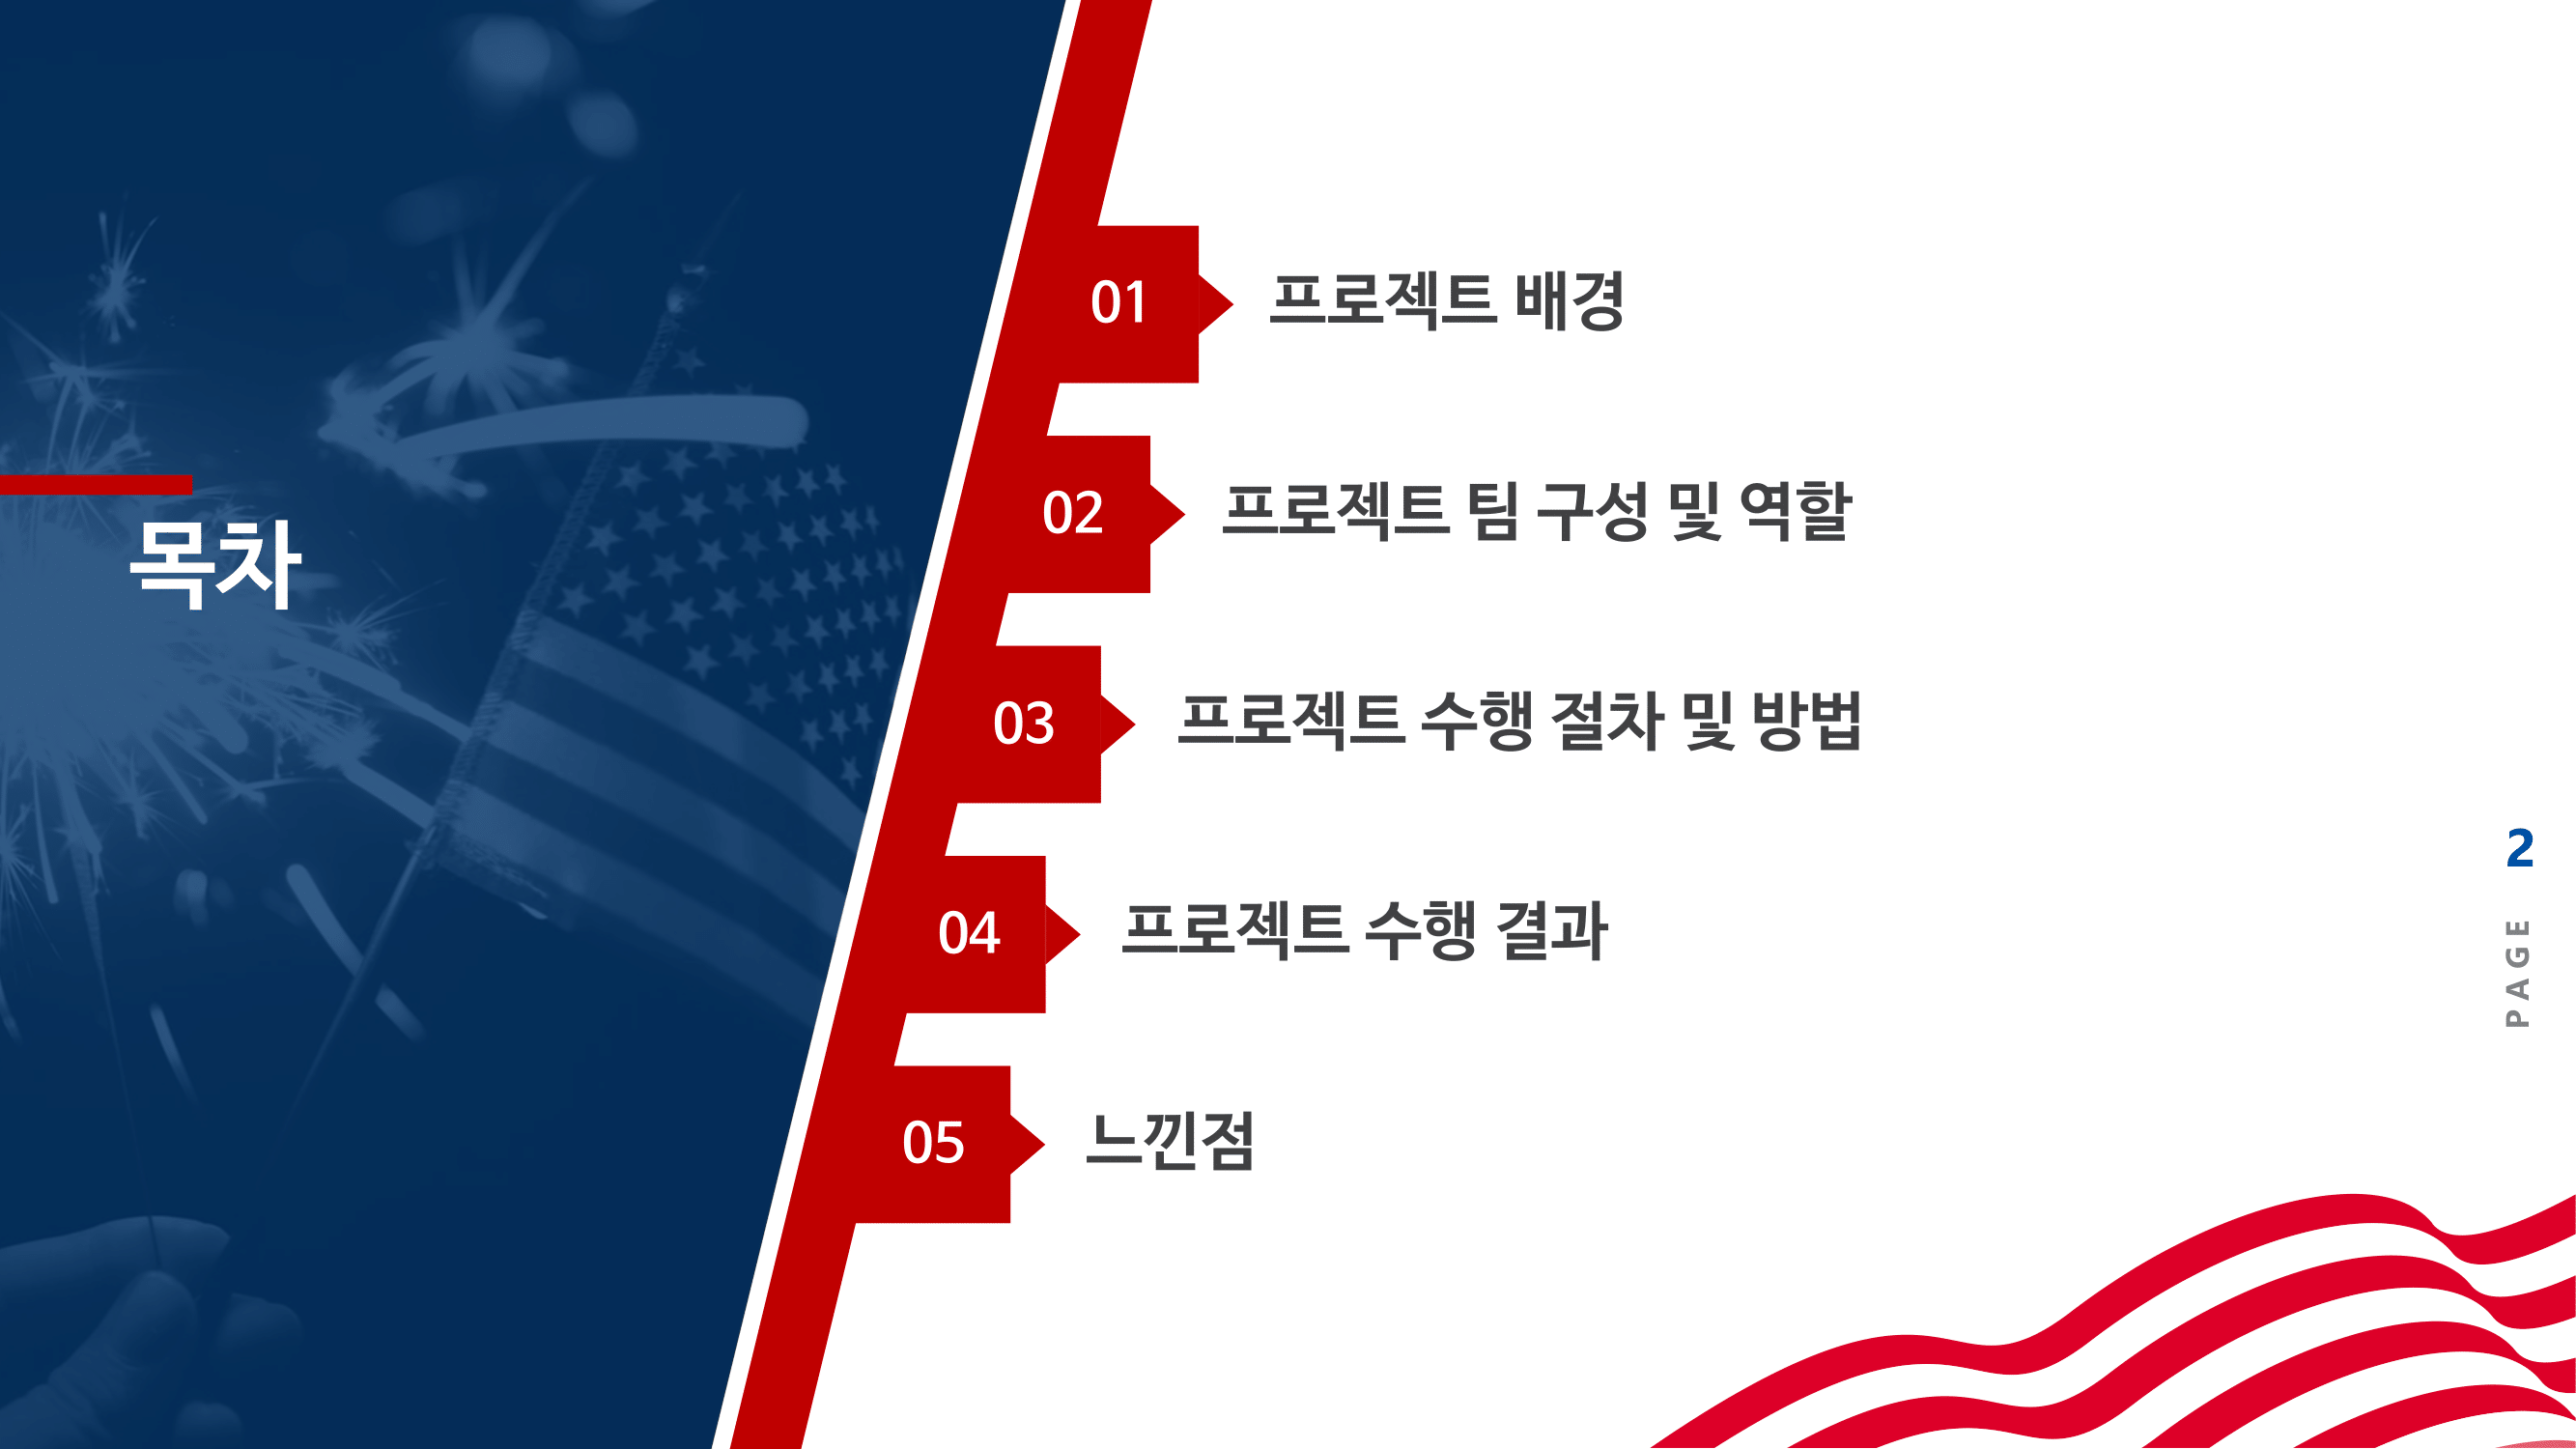 목차
01 프로젝트 배경
02 프로젝트 팀 구성 및 역할
03 프로젝트 수행 절차 및 방법
04 프로젝트 수행 결과
05 느낀점
2
PAGE